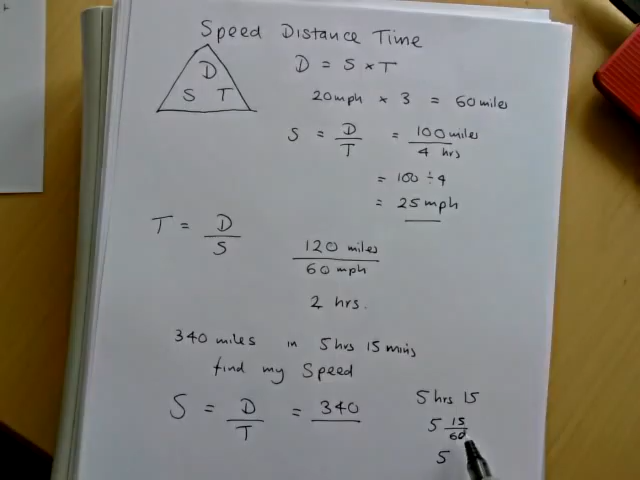 Speed Distance Time
D
S T
D = S × T
20mph × 3 = 60 miles
S = D/T = 100 miles/4 hrs
= 100 ÷ 4
= 25 mph
T = D/S
120 miles/60 mph
2 hrs.
340 miles in 5 hrs 15 mins
find my Speed
S = D/T = 340
5 hrs 15
5 15/60
5